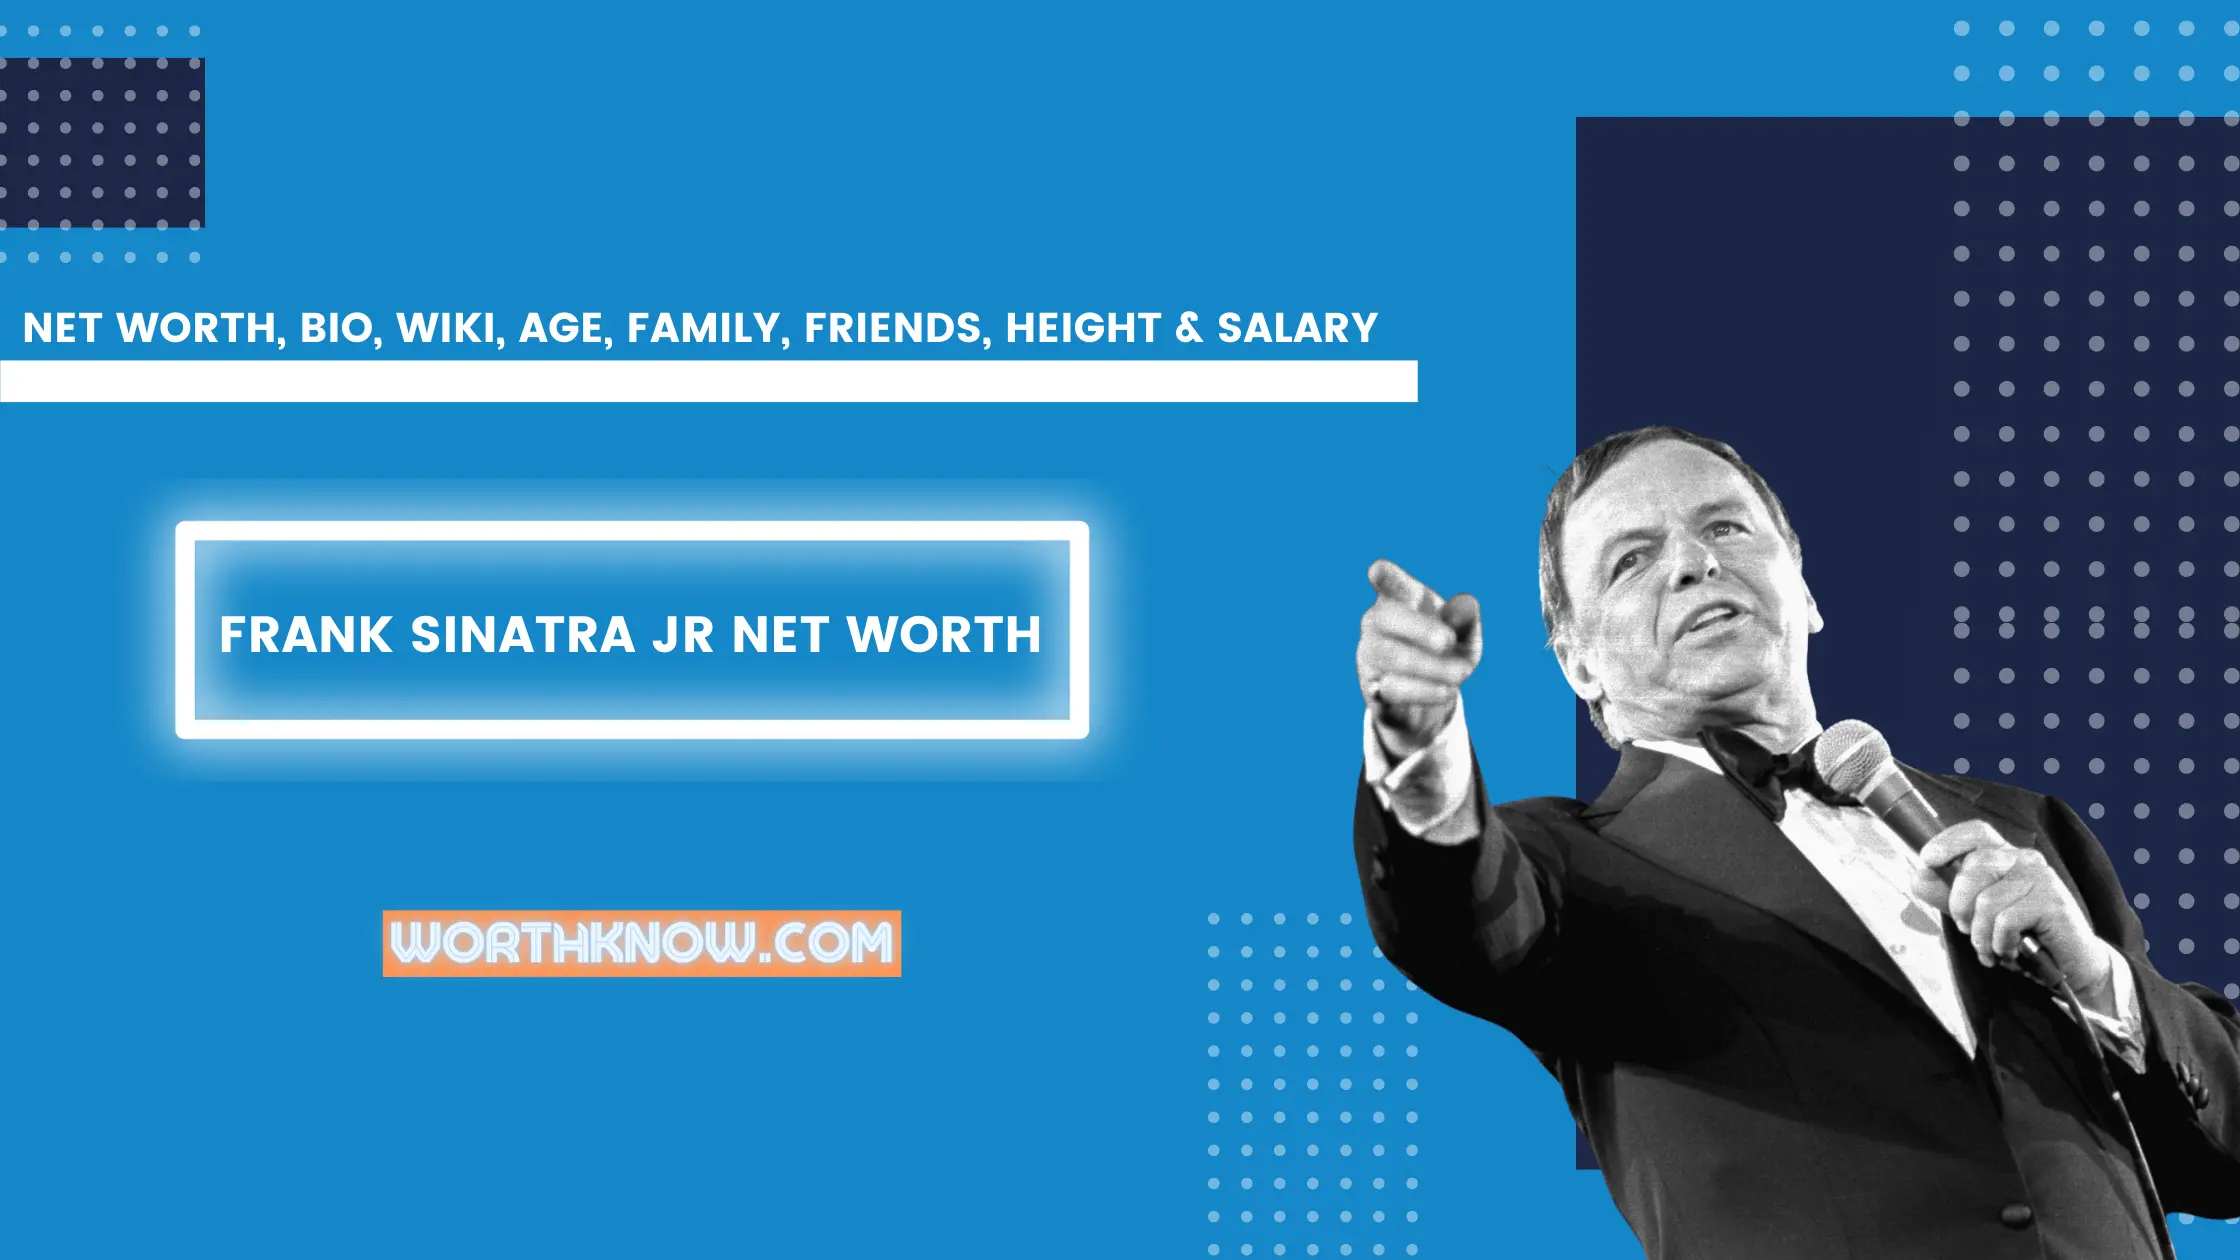 NET WORTH, BIO, WIKI, AGE, FAMILY, FRIENDS, HEIGHT & SALARY
FRANK SINATRA JR NET WORTH
WORTHKNOW.COM